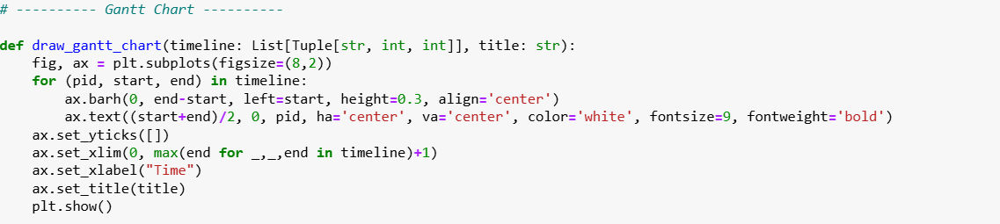 # ---------- Gantt Chart ----------
def draw_gantt_chart(timeline: List[Tuple[str, int, int]], title: str):
    fig, ax = plt.subplots(figsize=(8,2))
    for (pid, start, end) in timeline:
        ax.barh(0, end-start, left=start, height=0.3, align='center')
        ax.text((start+end)/2, 0, pid, ha='center', va='center', color='white', fontsize=9, fontweight='bold')
    ax.set_yticks([])
    ax.set_xlim(0, max(end for _,_,end in timeline)+1)
    ax.set_xlabel("Time")
    ax.set_title(title)
    plt.show()